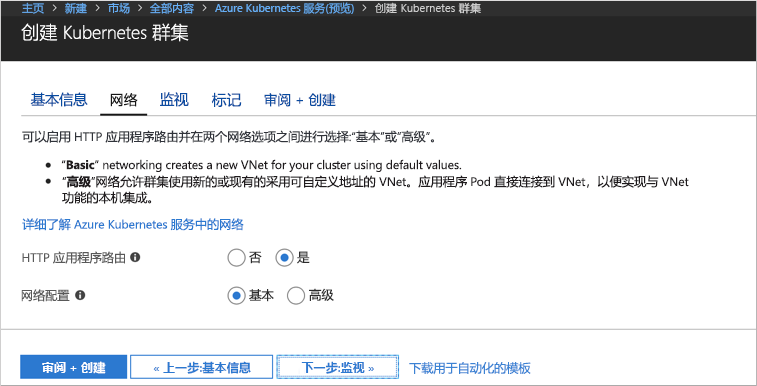 主页 > 新建 > 市场 > 全部内容 > Azure Kubernetes 服务(预览) > 创建 Kubernetes 群集
创建 Kubernetes 群集
基本信息 网络 监视 标记 审阅 + 创建
可以启用 HTTP 应用程序路由并在两个网络选项之间进行选择:“基本”或“高级”。
• “Basic” networking creates a new VNet for your cluster using default values.
• “高级”网络允许群集使用新的或现有的采用可自定义地址的 VNet。应用程序 Pod 直接连接到 VNet，以便实现与 VNet
功能的本机集成。
详细了解 Azure Kubernetes 服务中的网络
HTTP 应用程序路由 否 是
网络配置 基本 高级
审阅 + 创建 « 上一步:基本信息 下一步:监视 » 下载用于自动化的模板